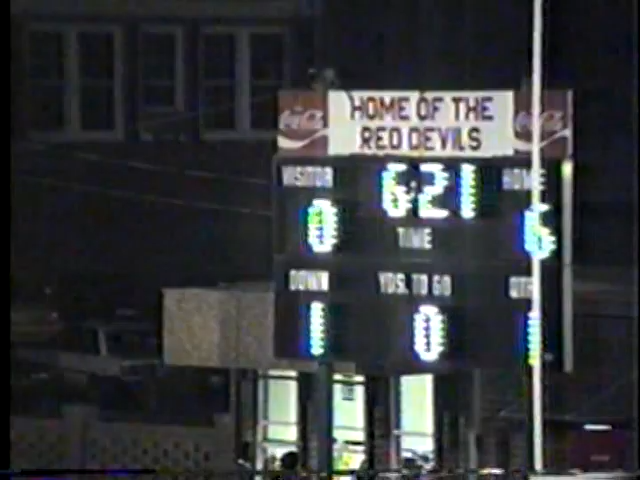 Coca-Cola HOME OF THE RED DEVILS Coca-Cola
VISITOR 6:21 HOME
0 TIME 6
DOWN YDS. TO GO QTR
1 0 1